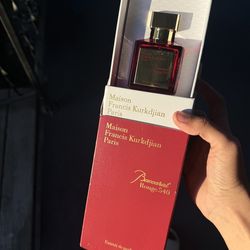 Maison
Francis Kurkdjian
Paris
Maison
Francis Kurkdjian
Paris
Baccarat
Rouge 540